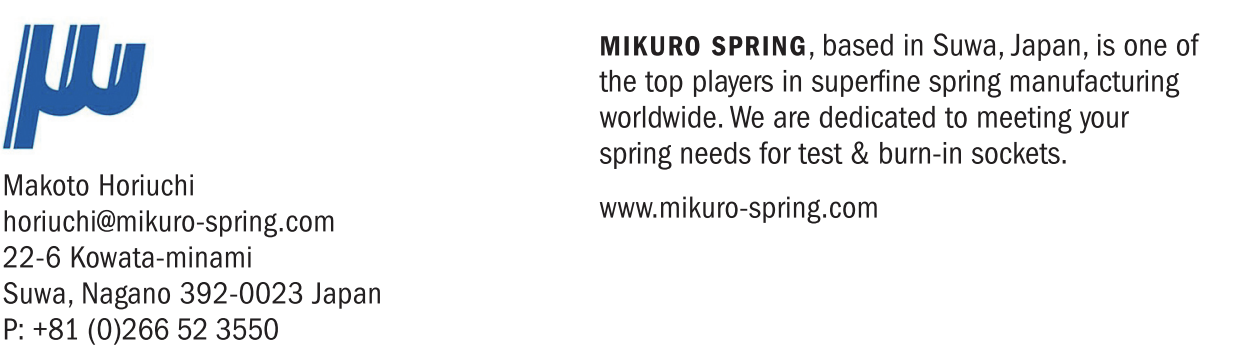 Makoto Horiuchi
horiuchi@mikuro-spring.com
22-6 Kowata-minami
Suwa, Nagano 392-0023 Japan
P: +81 (0)266 52 3550
MIKURO SPRING, based in Suwa, Japan, is one of
the top players in superfine spring manufacturing
worldwide. We are dedicated to meeting your
spring needs for test & burn-in sockets.
www.mikuro-spring.com